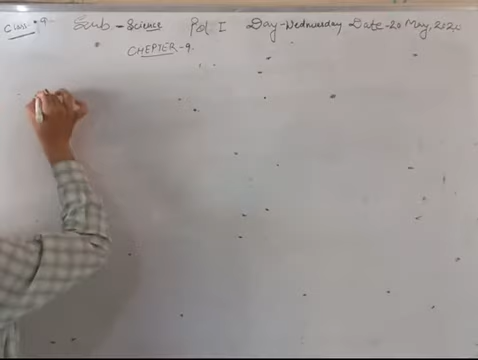 Class - 9 Sub. - Science Pd. I Day - Wednesday Date - 20 May, 2020
CHEPTER - 9.